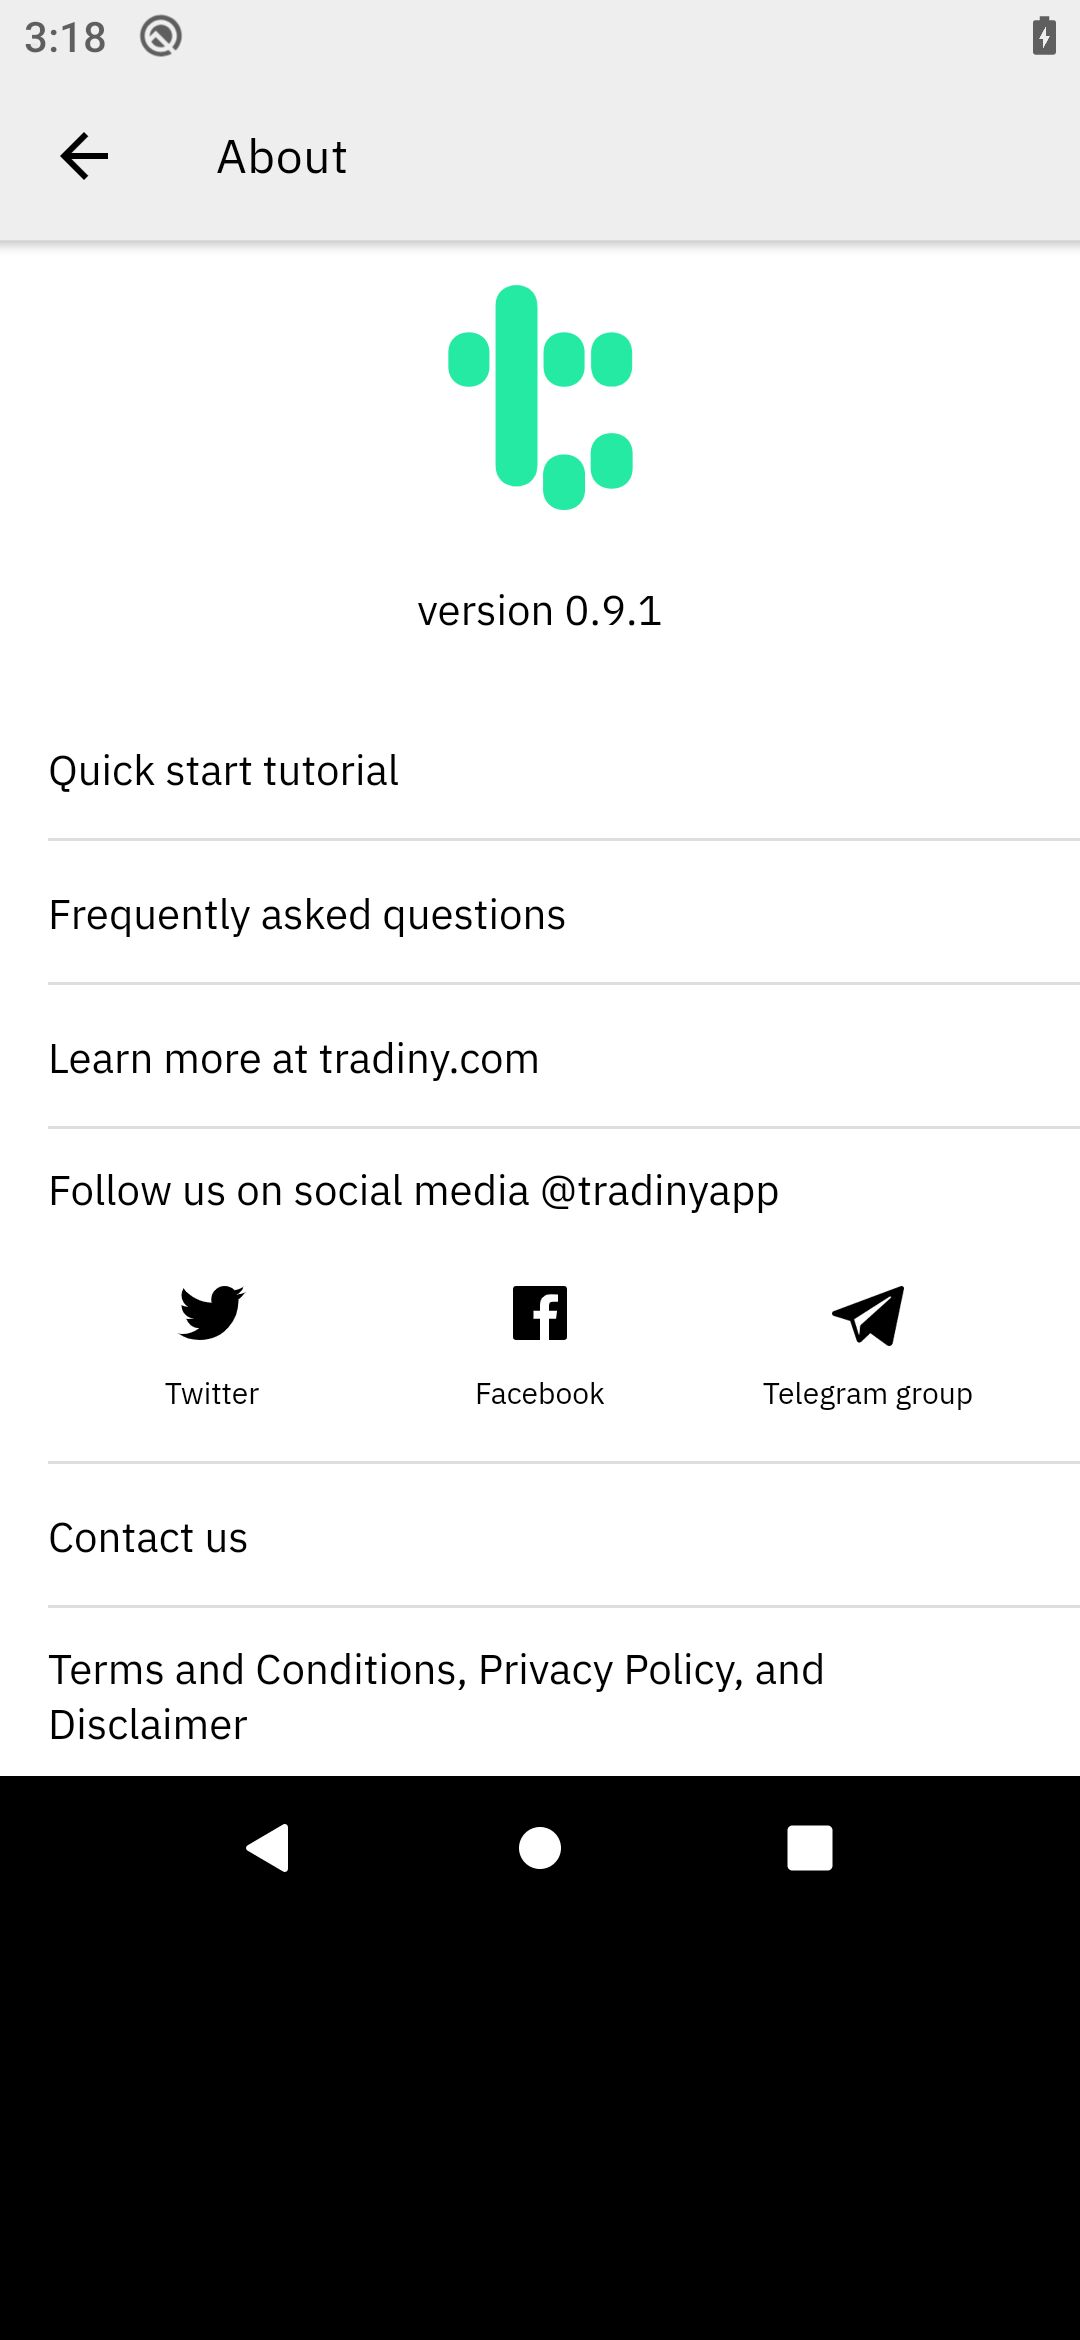 3:18
About
version 0.9.1
Quick start tutorial
Frequently asked questions
Learn more at tradiny.com
Follow us on social media @tradinyapp
Twitter
Facebook
Telegram group
Contact us
Terms and Conditions, Privacy Policy, and
Disclaimer